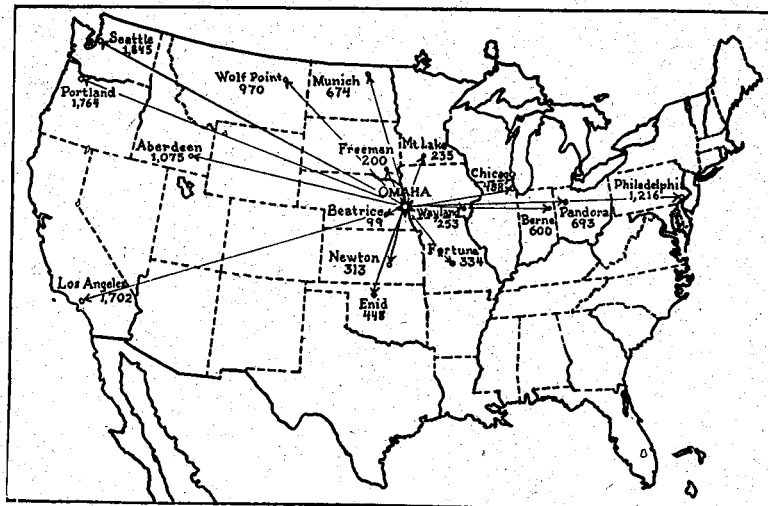 Seattle
1,845
Wolf Point
970
Munich
674
Portland
1,764
Aberdeen
1,075
Freeman
200
Mt Lake
235
Chicago
488
OMAHA
Philadelphia
1,216
Beatrice
99
Wayland
253
Berne
600
Pandora
693
Newton
313
Fortuna
334
Los Angeles
1,702
Enid
448